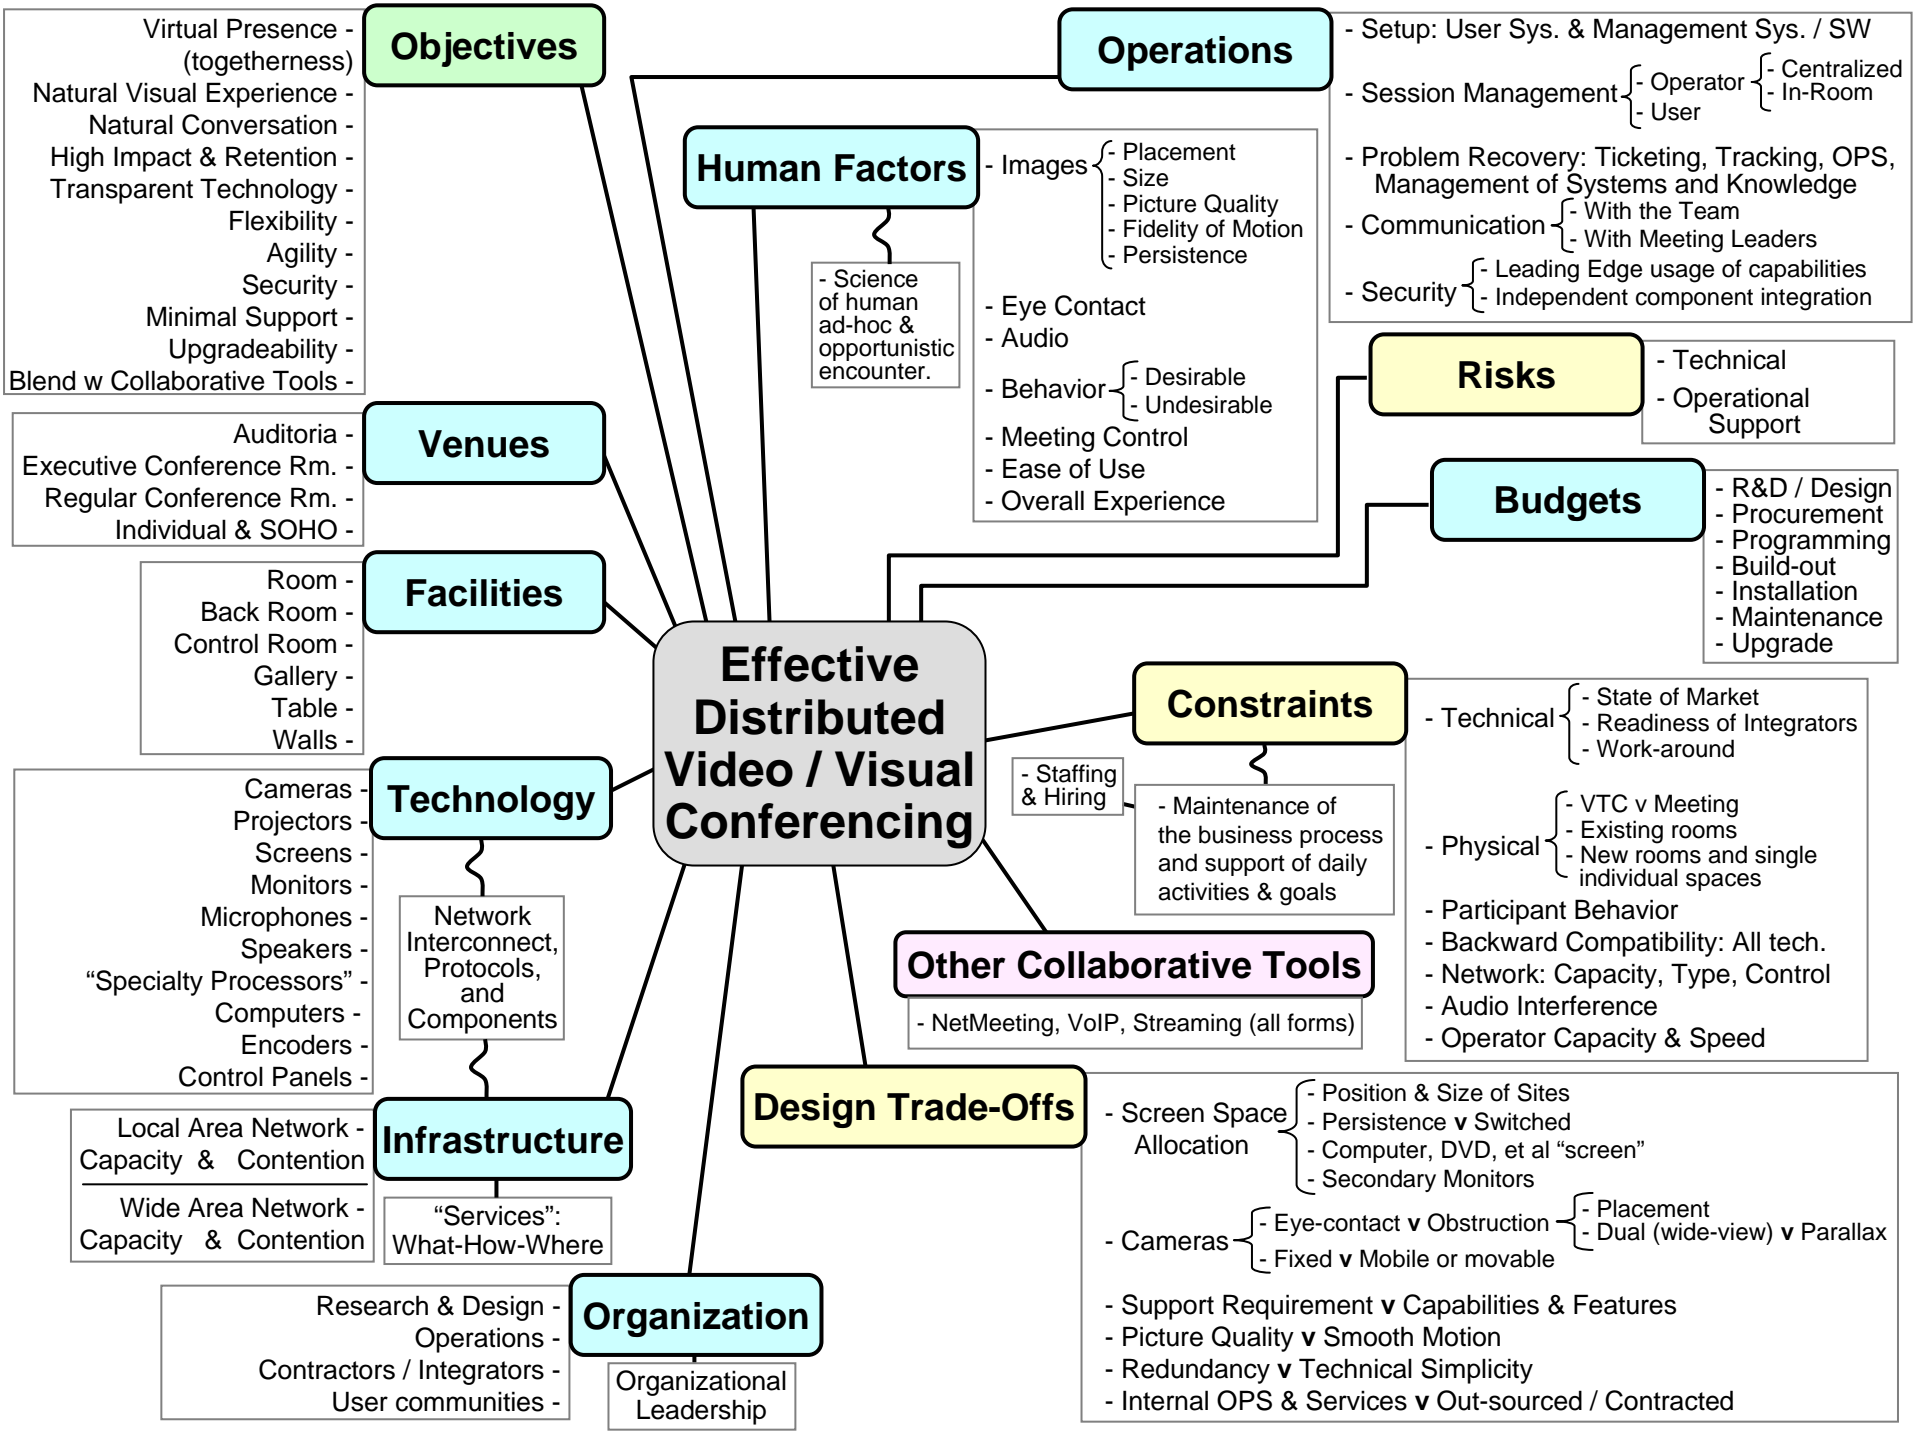 Objectives
Virtual Presence -
(togetherness)
Natural Visual Experience -
Natural Conversation -
High Impact & Retention -
Transparent Technology -
Flexibility -
Agility -
Security -
Minimal Support -
Upgradeability -
Blend w Collaborative Tools -
Venues
Auditoria -
Executive Conference Rm. -
Regular Conference Rm. -
Individual & SOHO -
Facilities
Room -
Back Room -
Control Room -
Gallery -
Table -
Walls -
Technology
Cameras -
Projectors -
Screens -
Monitors -
Microphones -
Speakers -
“Specialty Processors” -
Computers -
Encoders -
Control Panels -
Network
Interconnect,
Protocols,
and
Components
Infrastructure
Local Area Network -
Capacity & Contention
Wide Area Network -
Capacity & Contention
“Services”:
What-How-Where
Organization
Research & Design -
Operations -
Contractors / Integrators -
User communities -
Organizational
Leadership
Effective
Distributed
Video / Visual
Conferencing
Operations
- Setup: User Sys. & Management Sys. / SW
- Session Management
- Operator
- Centralized
- In-Room
- User
- Problem Recovery: Ticketing, Tracking, OPS,
Management of Systems and Knowledge
- Communication
- With the Team
- With Meeting Leaders
- Security
- Leading Edge usage of capabilities
- Independent component integration
Human Factors
- Science
of human
ad-hoc &
opportunistic
encounter.
- Images
- Placement
- Size
- Picture Quality
- Fidelity of Motion
- Persistence
- Eye Contact
- Audio
- Behavior
- Desirable
- Undesirable
- Meeting Control
- Ease of Use
- Overall Experience
Risks
- Technical
- Operational
Support
Budgets
- R&D / Design
- Procurement
- Programming
- Build-out
- Installation
- Maintenance
- Upgrade
Constraints
- Staffing
& Hiring
- Maintenance of
the business process
and support of daily
activities & goals
- Technical
- State of Market
- Readiness of Integrators
- Work-around
- Physical
- VTC v Meeting
- Existing rooms
- New rooms and single
individual spaces
- Participant Behavior
- Backward Compatibility: All tech.
- Network: Capacity, Type, Control
- Audio Interference
- Operator Capacity & Speed
Other Collaborative Tools
- NetMeeting, VoIP, Streaming (all forms)
Design Trade-Offs
- Screen Space
Allocation
- Position & Size of Sites
- Persistence v Switched
- Computer, DVD, et al “screen”
- Secondary Monitors
- Cameras
- Eye-contact v Obstruction
- Placement
- Dual (wide-view) v Parallax
- Fixed v Mobile or movable
- Support Requirement v Capabilities & Features
- Picture Quality v Smooth Motion
- Redundancy v Technical Simplicity
- Internal OPS & Services v Out-sourced / Contracted